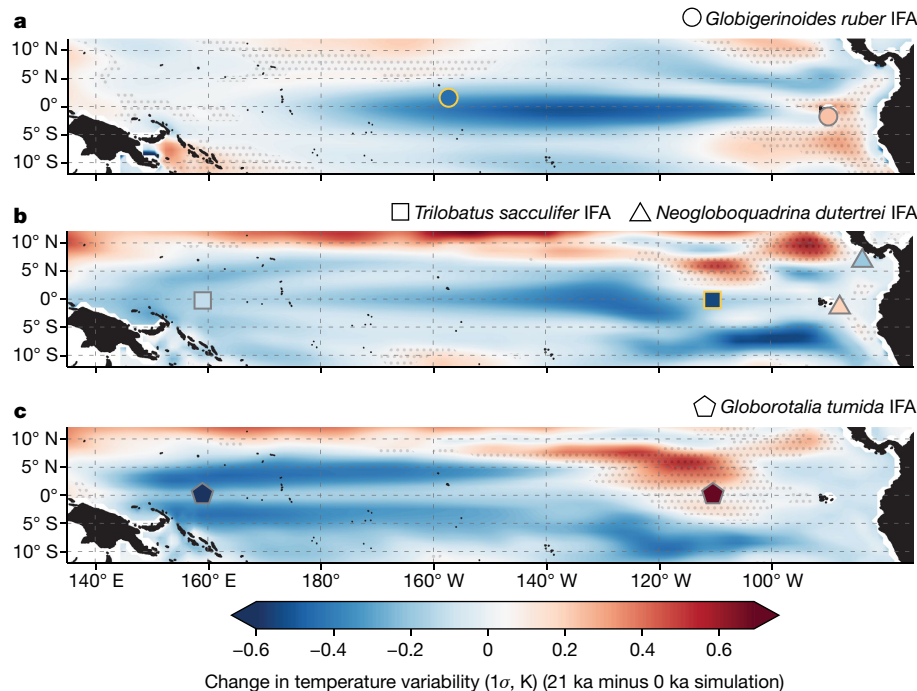 a
Globigerinoides ruber IFA
10° N
5° N
0°
5° S
10° S
b
Trilobatus sacculifer IFA Neogloboquadrina dutertrei IFA
10° N
5° N
0°
5° S
10° S
c
Globorotalia tumida IFA
10° N
5° N
0°
5° S
10° S
140° E 160° E 180° 160° W 140° W 120° W 100° W
−0.6 −0.4 −0.2 0 0.2 0.4 0.6
Change in temperature variability (1σ, K) (21 ka minus 0 ka simulation)